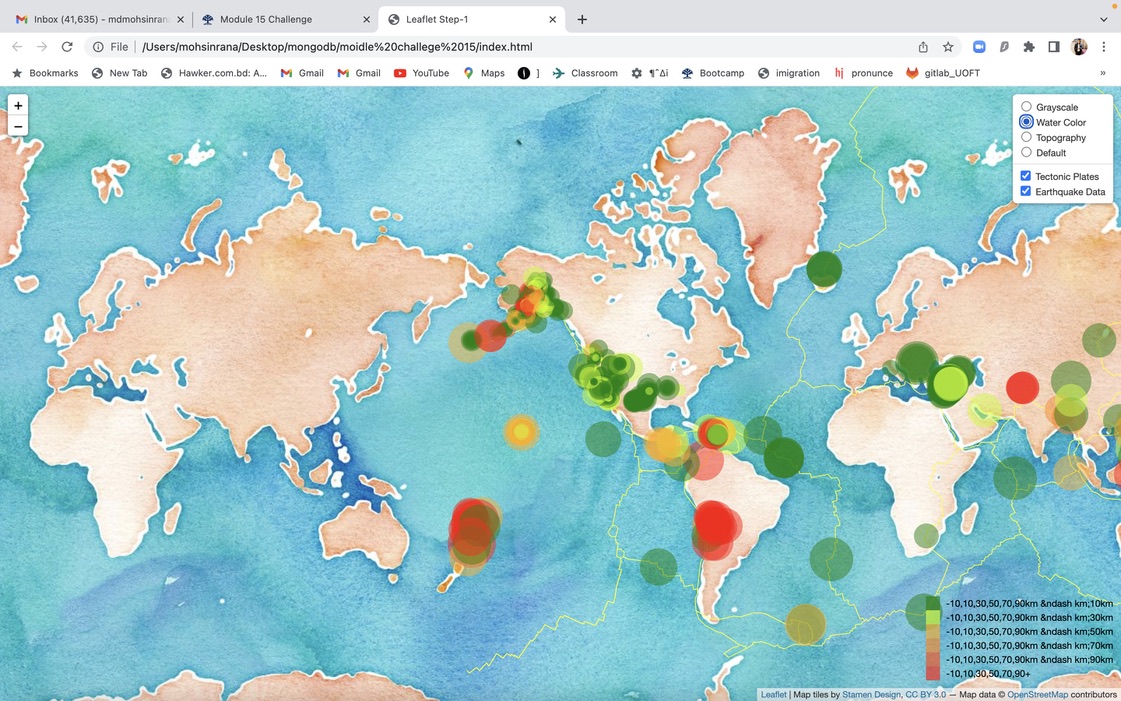 Inbox (41,635) - mdmohsinran
Module 15 Challenge
Leaflet Step-1
File /Users/mohsinrana/Desktop/mongodb/moidle%20challege%2015/index.html
Bookmarks New Tab Hawker.com.bd: A... Gmail Gmail YouTube Maps ] Classroom Bootcamp imigration hj pronunce gitlab_UOFT »
+
−
Grayscale
Water Color
Topography
Default
Tectonic Plates
Earthquake Data
-10,10,30,50,70,90km &ndash km;10km
-10,10,30,50,70,90km &ndash km;30km
-10,10,30,50,70,90km &ndash km;50km
-10,10,30,50,70,90km &ndash km;70km
-10,10,30,50,70,90km &ndash km;90km
-10,10,30,50,70,90+
Leaflet | Map tiles by Stamen Design, CC BY 3.0 — Map data © OpenStreetMap contributors